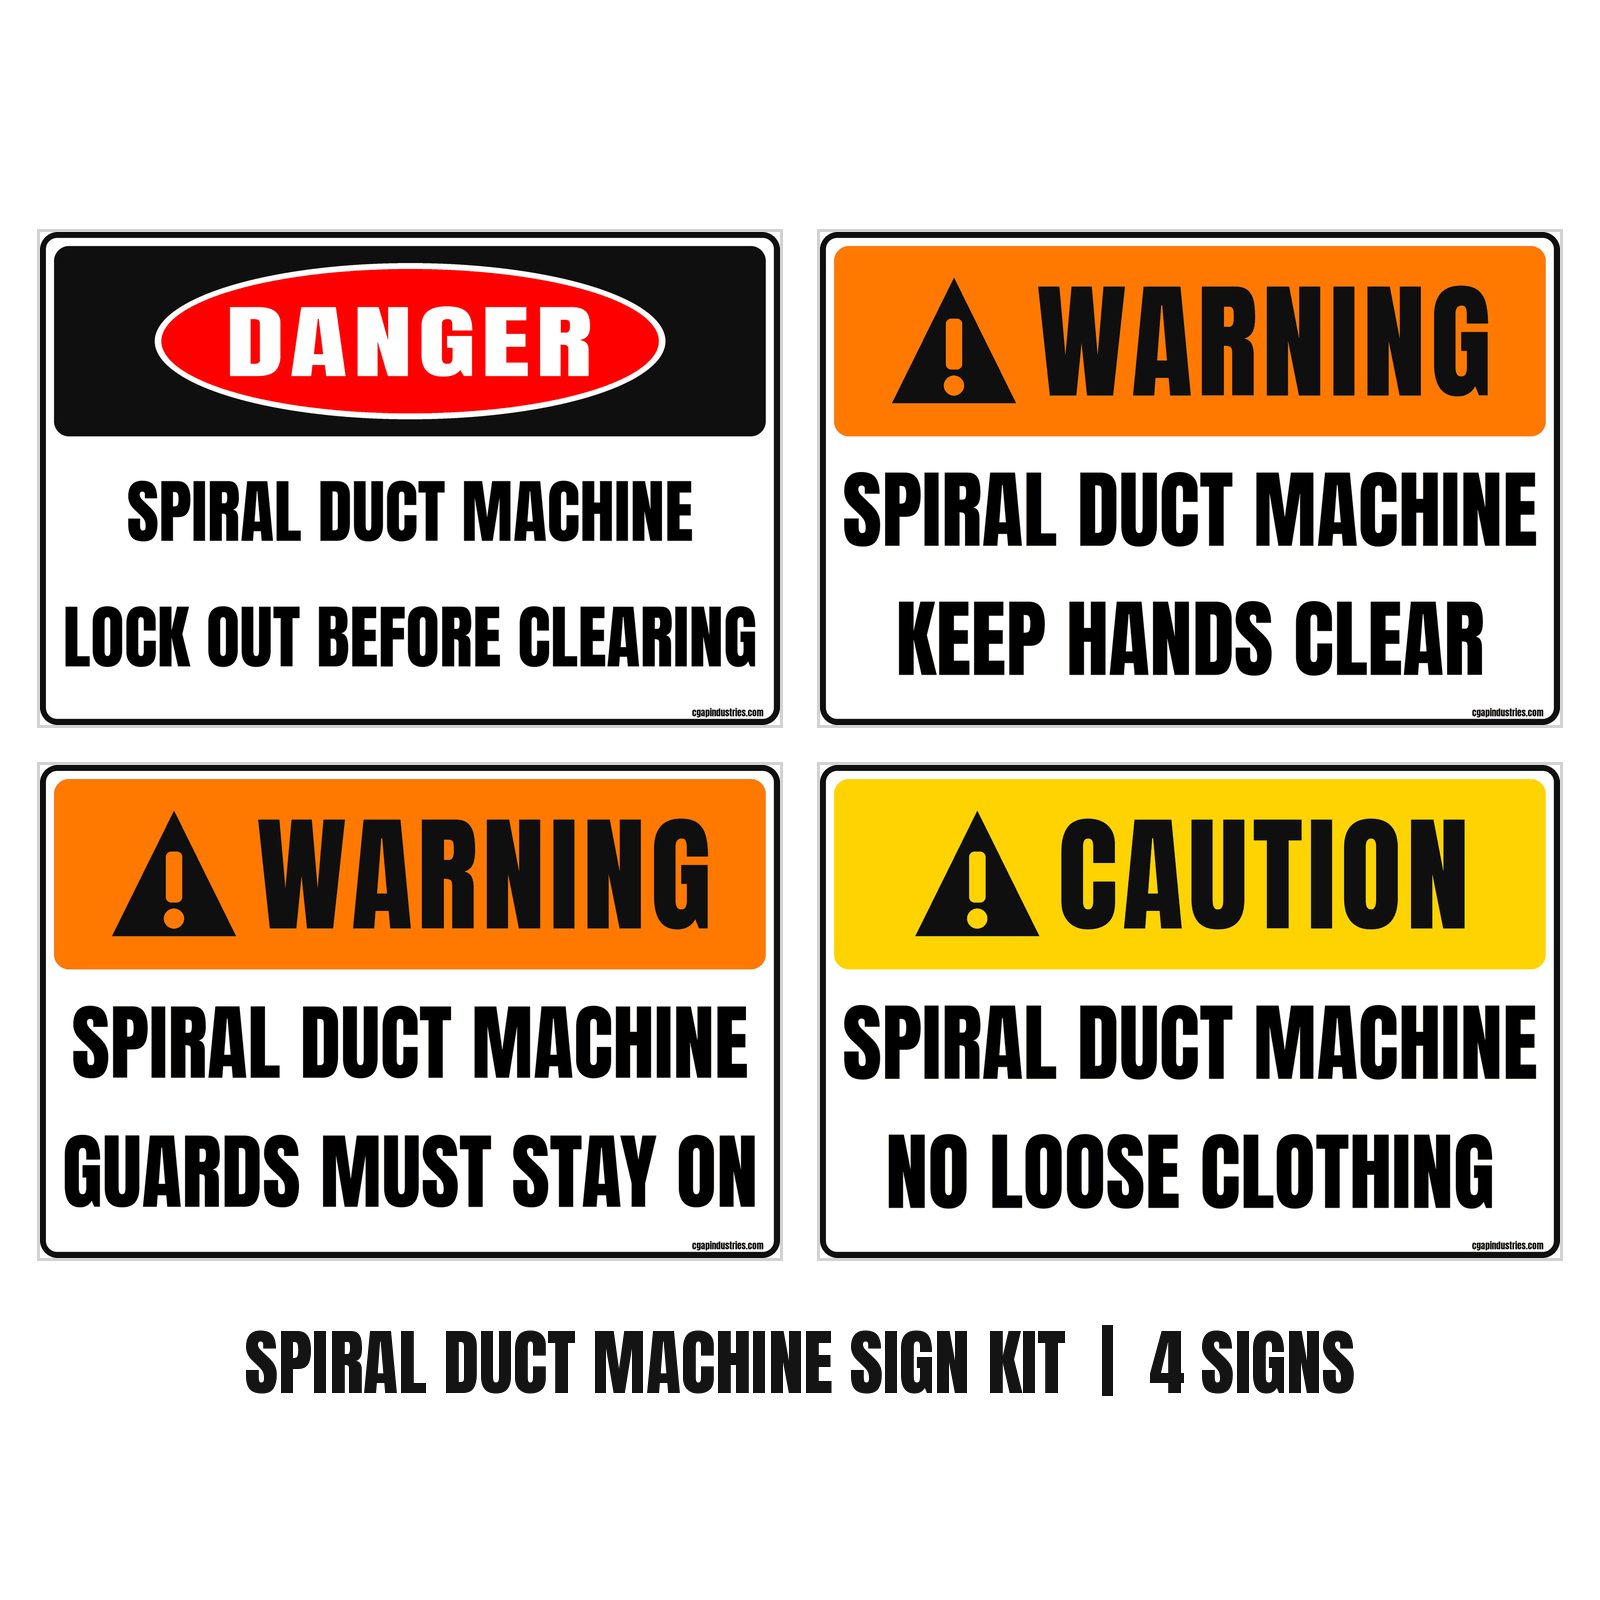 DANGER
SPIRAL DUCT MACHINE
LOCK OUT BEFORE CLEARING
cgapindustries.com
WARNING
SPIRAL DUCT MACHINE
KEEP HANDS CLEAR
cgapindustries.com
WARNING
SPIRAL DUCT MACHINE
GUARDS MUST STAY ON
cgapindustries.com
CAUTION
SPIRAL DUCT MACHINE
NO LOOSE CLOTHING
cgapindustries.com
SPIRAL DUCT MACHINE SIGN KIT | 4 SIGNS